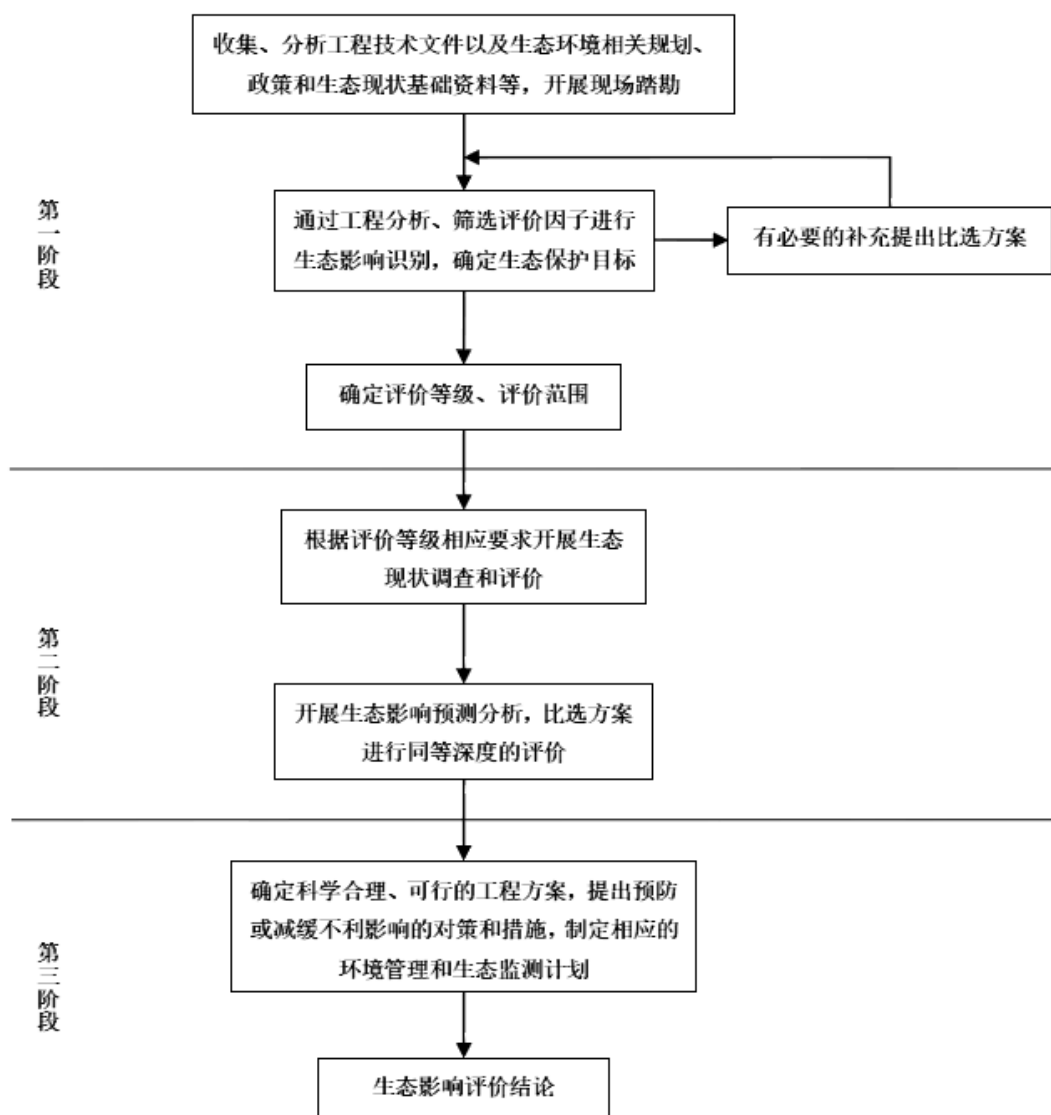 收集、分析工程技术文件以及生态环境相关规划、
政策和生态现状基础资料等，开展现场踏勘
第一阶段
通过工程分析、筛选评价因子进行
生态影响识别，确定生态保护目标
有必要的补充提出比选方案
确定评价等级、评价范围
第二阶段
根据评价等级相应要求开展生态
现状调查和评价
开展生态影响预测分析，比选方案
进行同等深度的评价
第三阶段
确定科学合理、可行的工程方案，提出预防
或减缓不利影响的对策和措施，制定相应的
环境管理和生态监测计划
生态影响评价结论